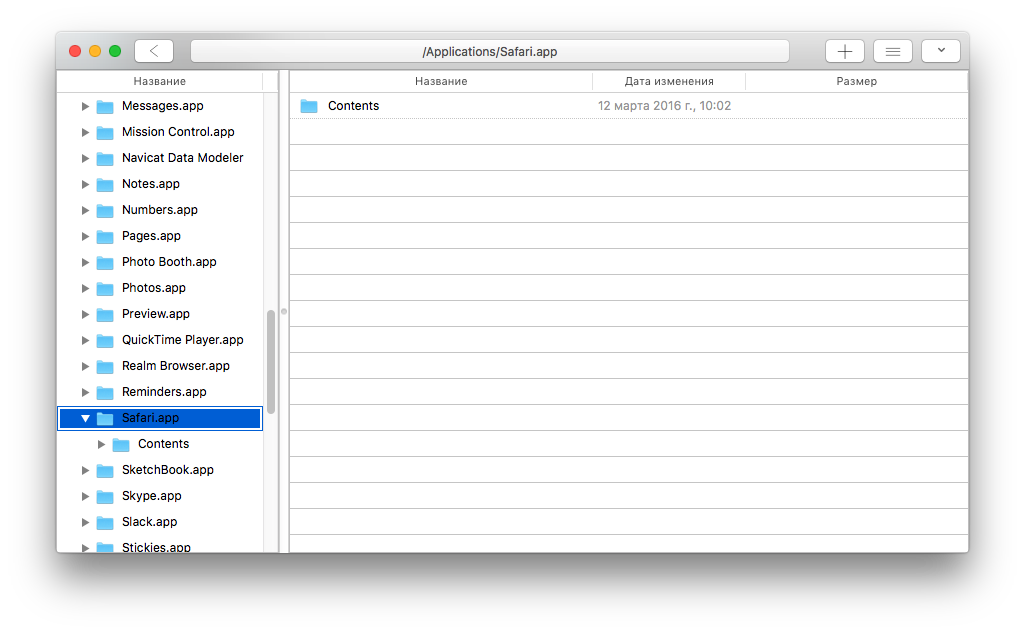 /Applications/Safari.app
Название
Messages.app
Mission Control.app
Navicat Data Modeler
Notes.app
Numbers.app
Pages.app
Photo Booth.app
Photos.app
Preview.app
QuickTime Player.app
Realm Browser.app
Reminders.app
Safari.app
Contents
SketchBook.app
Skype.app
Slack.app
Stickies.app
Название Дата изменения Размер
Contents 12 марта 2016 г., 10:02